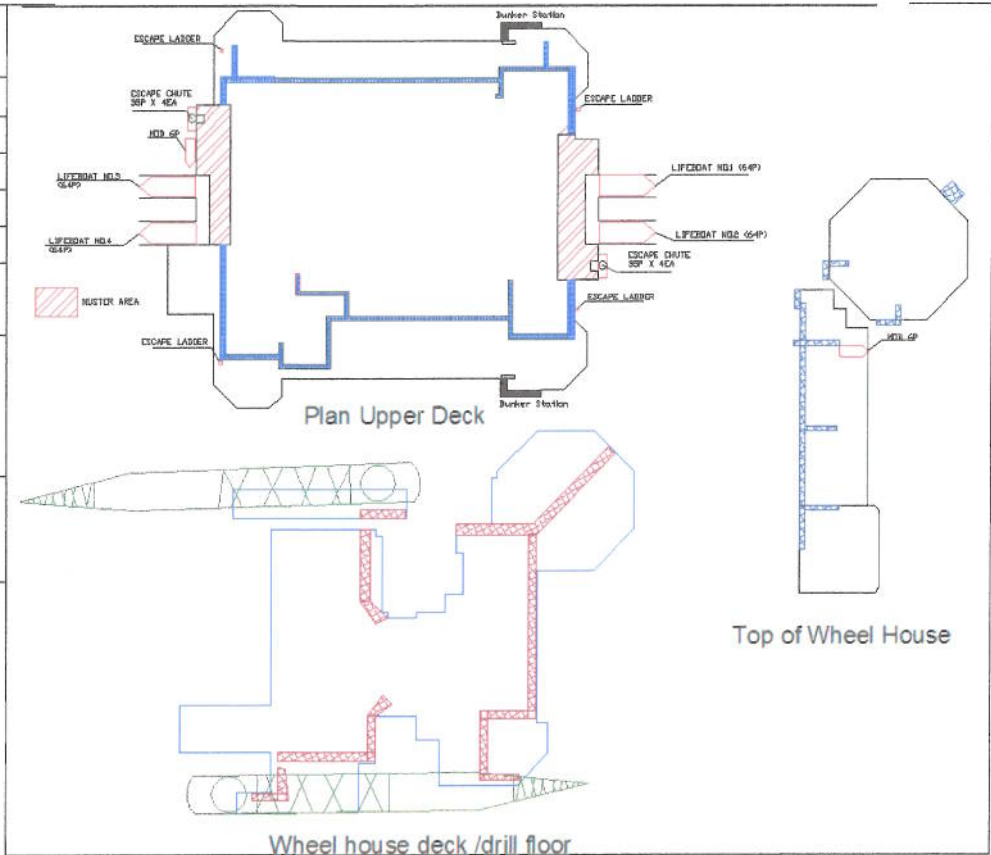 Bunker Station
ESCAPE LADDER
ESCAPE CHUTE
35P X 4EA
MOB 6P
LIFEBOAT NO.3
(64P)
LIFEBOAT NO.4
(64P)
MUSTER AREA
ESCAPE LADDER
ESCAPE LADDER
LIFEBOAT NO.1 (64P)
LIFEBOAT NO.2 (64P)
ESCAPE CHUTE
35P X 4EA
ESCAPE LADDER
Bunker Station
Plan Upper Deck
MOB 6P
Top of Wheel House
Wheel house deck /drill floor